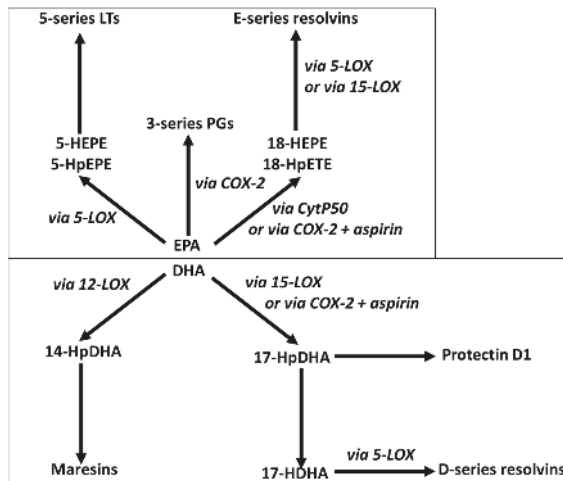 5-series LTs
E-series resolvins
via 5-LOX
or via 15-LOX
3-series PGs
5-HEPE
5-HpEPE
18-HEPE
18-HpETE
via COX-2
via 5-LOX
via CytP50
or via COX-2 + aspirin
EPA
DHA
via 12-LOX
via 15-LOX
or via COX-2 + aspirin
14-HpDHA
17-HpDHA
Protectin D1
via 5-LOX
Maresins
17-HDHA
D-series resolvins